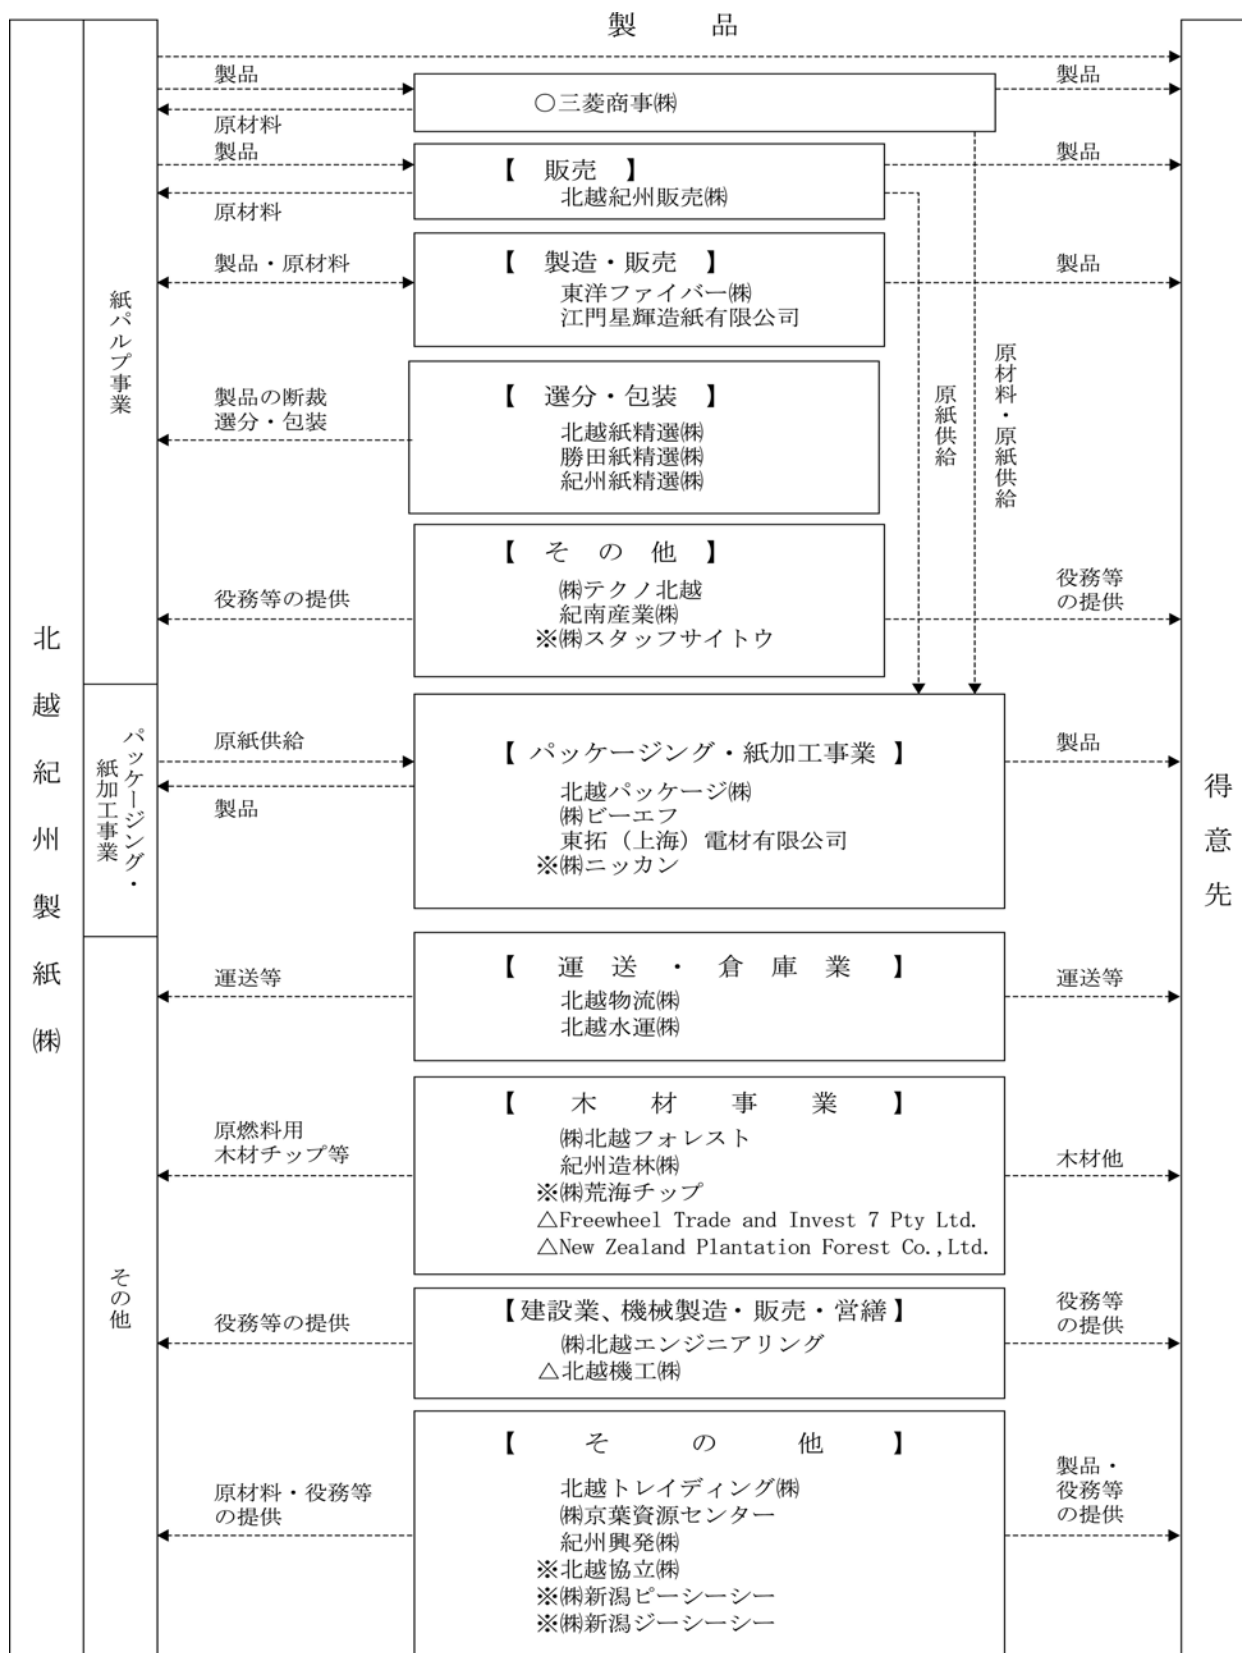 製品
北越紀州製紙㈱
紙パルプ事業
製品
原材料
○三菱商事㈱
製品
製品
原材料
【 販売 】
北越紀州販売㈱
製品
製品・原材料
【 製造・販売 】
東洋ファイバー㈱
江門星輝造紙有限公司
製品
原紙供給
原材料・原紙供給
製品の断裁
選分・包装
【 選分・包装 】
北越紙精選㈱
勝田紙精選㈱
紀州紙精選㈱
役務等の提供
【 そ の 他 】
㈱テクノ北越
紀南産業㈱
※㈱スタッフサイトウ
役務等
の提供
パッケージング・
紙加工事業
原紙供給
製品
【 パッケージング・紙加工事業 】
北越パッケージ㈱
㈱ビーエフ
東拓（上海）電材有限公司
※㈱ニッカン
製品
得意先
その他
運送等
【 運 送 ・ 倉 庫 業 】
北越物流㈱
北越水運㈱
運送等
原燃料用
木材チップ等
【 木 材 事 業 】
㈱北越フォレスト
紀州造林㈱
※㈱荒海チップ
△Freewheel Trade and Invest 7 Pty Ltd.
△New Zealand Plantation Forest Co.,Ltd.
木材他
役務等の提供
【建設業、機械製造・販売・営繕】
㈱北越エンジニアリング
△北越機工㈱
役務等
の提供
原材料・役務等
の提供
【 そ の 他 】
北越トレイディング㈱
㈱京葉資源センター
紀州興発㈱
※北越協立㈱
※㈱新潟ピーシーシー
※㈱新潟ジーシーシー
製品・
役務等
の提供